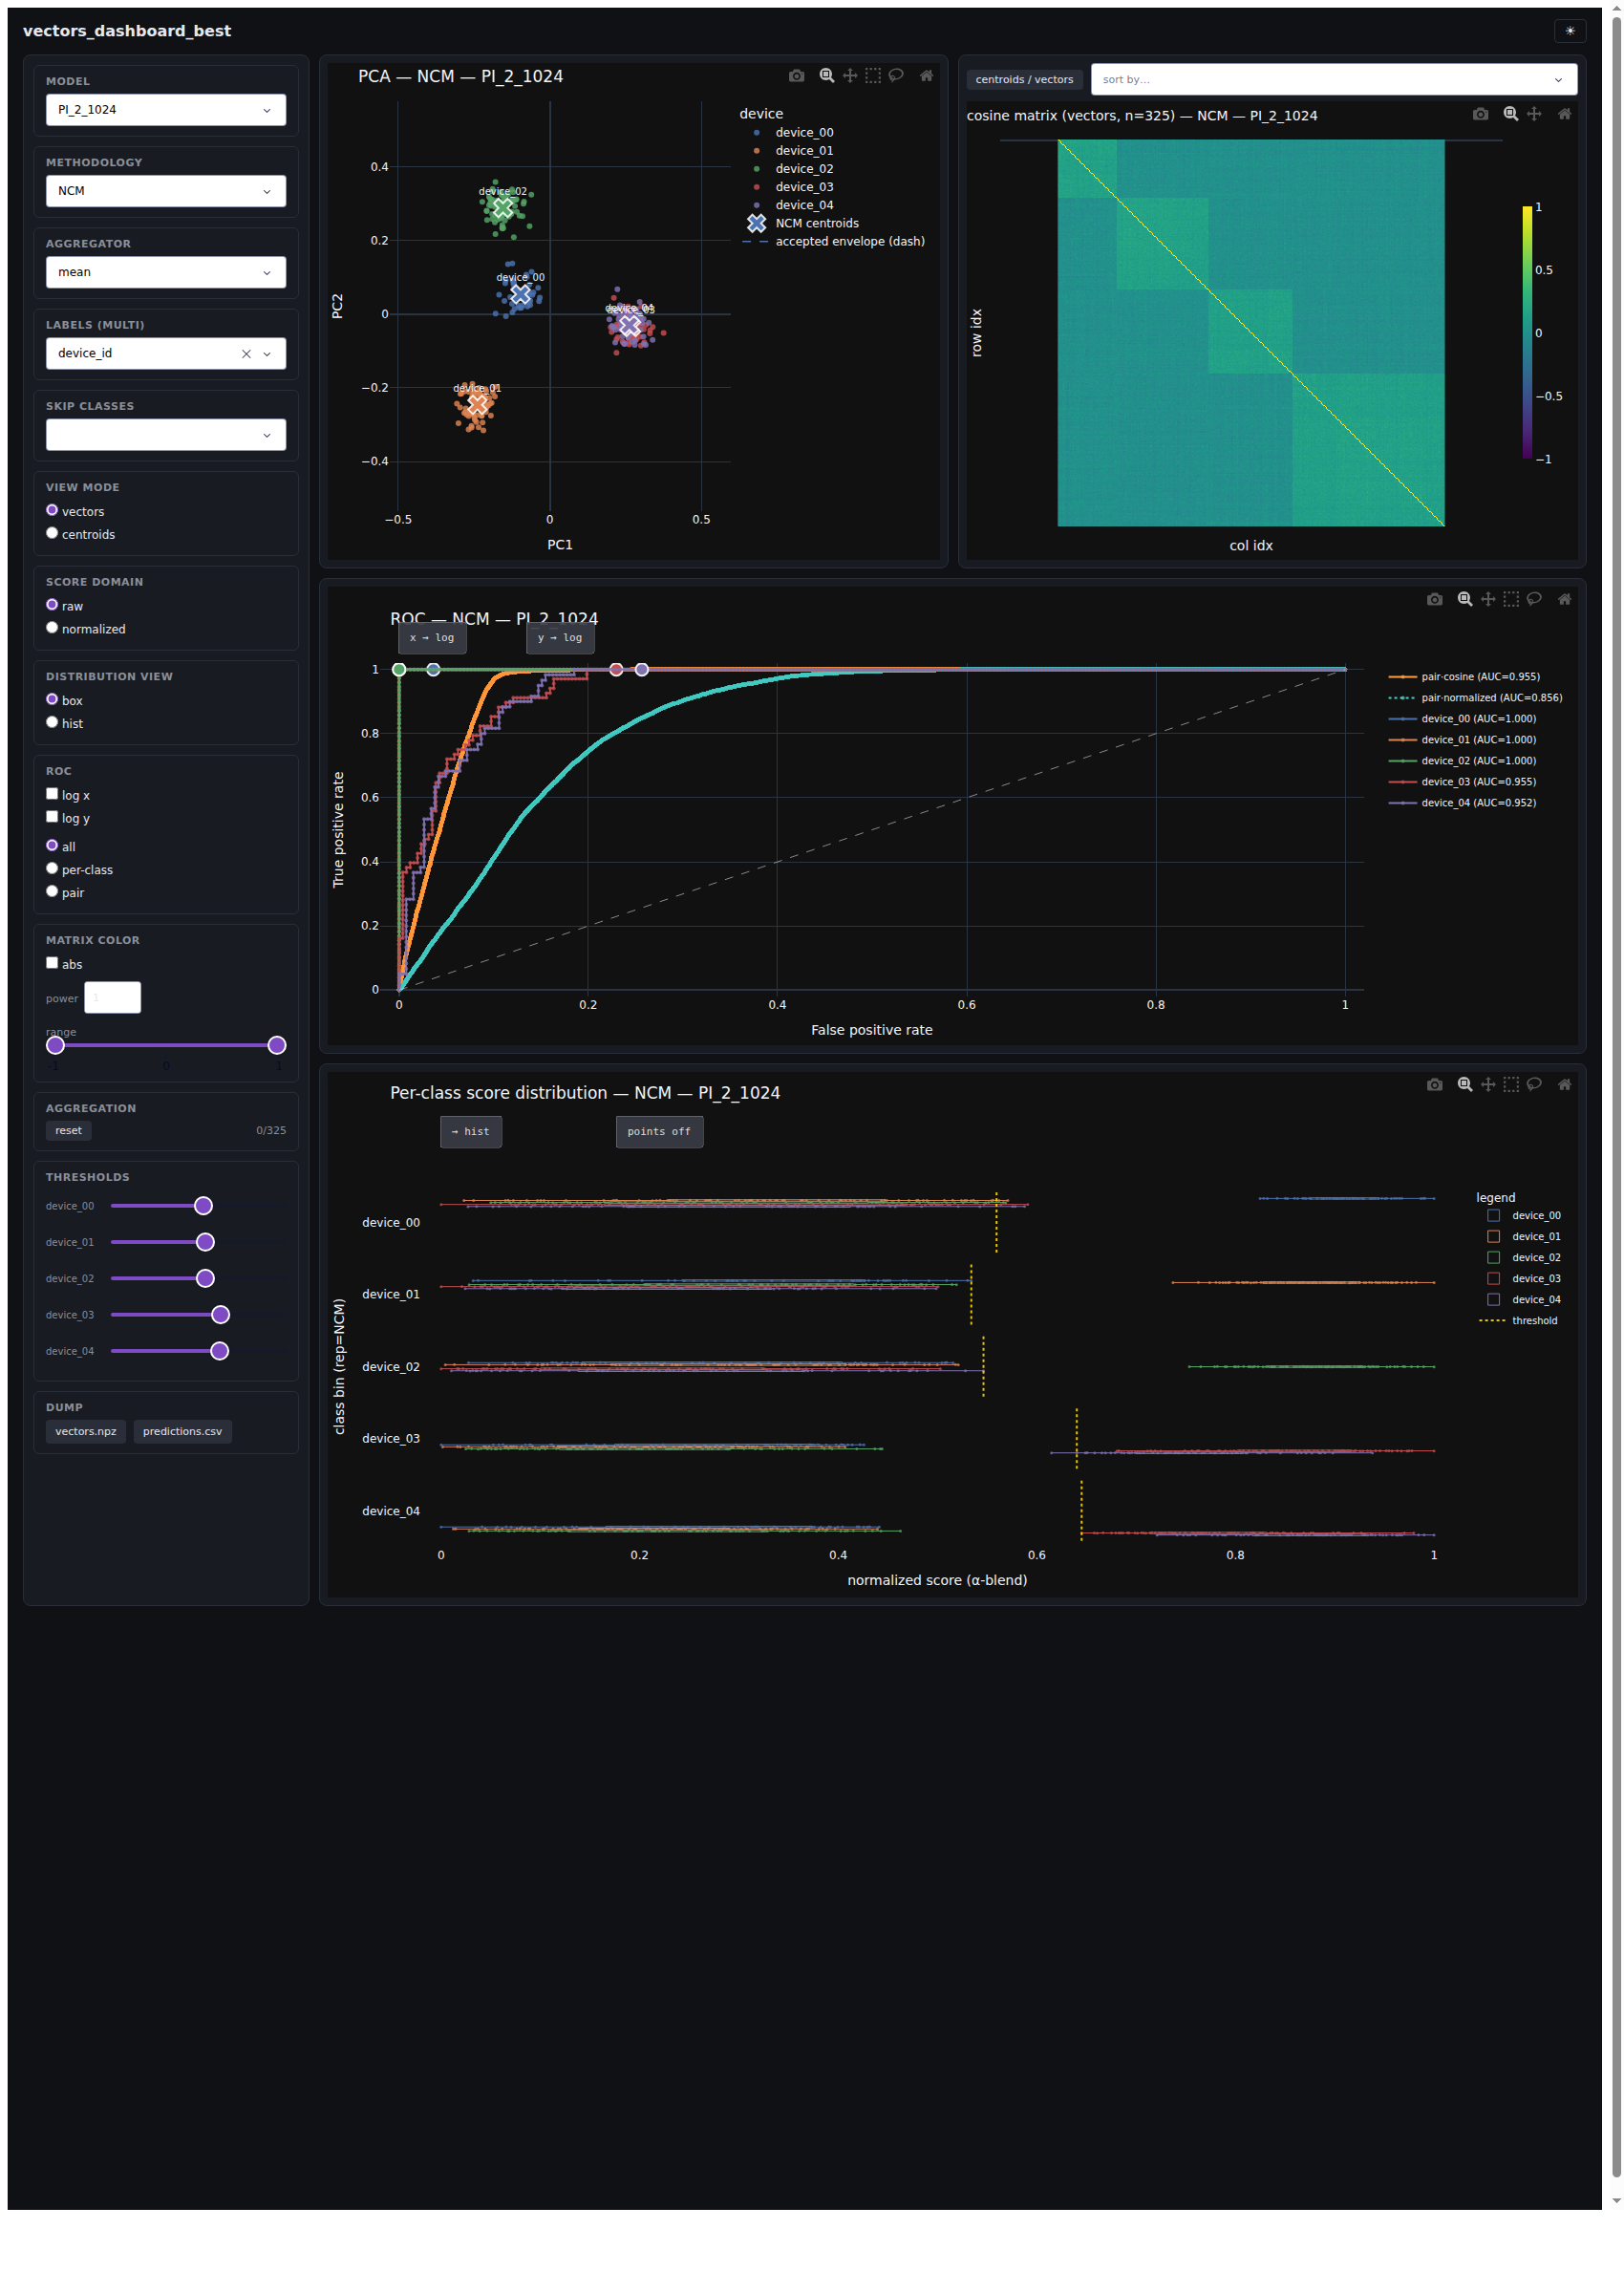 vectors_dashboard_best
☀
MODEL
PI_2_1024
METHODOLOGY
NCM
AGGREGATOR
mean
LABELS (MULTI)
device_id
SKIP CLASSES
VIEW MODE
vectors
centroids
SCORE DOMAIN
raw
normalized
DISTRIBUTION VIEW
box
hist
ROC
log x
log y
all
per-class
pair
MATRIX COLOR
abs
power 1
range
-1 0 1
AGGREGATION
reset 0/325
THRESHOLDS
device_00
device_01
device_02
device_03
device_04
DUMP
vectors.npz predictions.csv
PCA — NCM — PI_2_1024
0.4
0.2
0
−0.2
−0.4
−0.5 0 0.5
PC1
PC2
device_02
device_00
device_03
device_01
device
device_00
device_01
device_02
device_03
device_04
NCM centroids
accepted envelope (dash)
centroids / vectors sort by...
cosine matrix (vectors, n=325) — NCM — PI_2_1024
row idx
col idx
1
0.5
0
−0.5
−1
ROC — NCM — PI_2_1024
x → log y → log
1
0.8
0.6
0.4
0.2
0
0 0.2 0.4 0.6 0.8 1
False positive rate
True positive rate
pair·cosine (AUC=0.955)
pair·normalized (AUC=0.856)
device_00 (AUC=1.000)
device_01 (AUC=1.000)
device_02 (AUC=1.000)
device_03 (AUC=0.955)
device_04 (AUC=0.952)
Per-class score distribution — NCM — PI_2_1024
→ hist points off
device_00
device_01
device_02
device_03
device_04
class bin (rep=NCM)
0 0.2 0.4 0.6 0.8 1
normalized score (α-blend)
legend
device_00
device_01
device_02
device_03
device_04
threshold